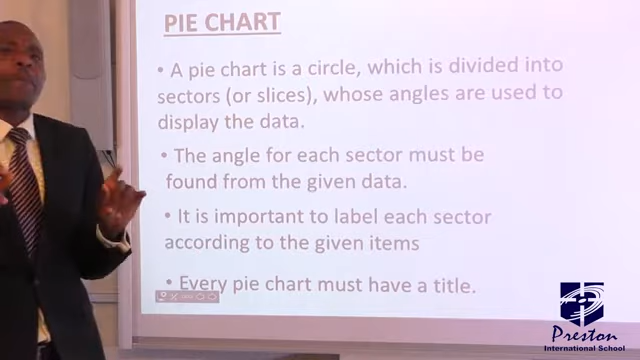 PIE CHART
• A pie chart is a circle, which is divided into
sectors (or slices), whose angles are used to
display the data.
• The angle for each sector must be
found from the given data.
• It is important to label each sector
according to the given items
• Every pie chart must have a title.
Preston
International School